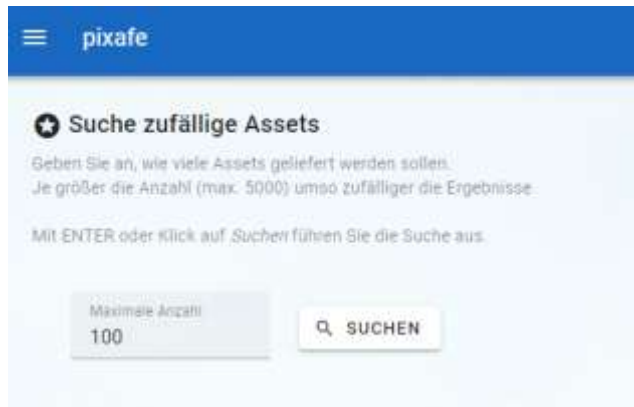 pixafe
Suche zufällige Assets
Geben Sie an, wie viele Assets geliefert werden sollen.
Je größer die Anzahl (max. 5000) umso zufälliger die Ergebnisse.
Mit ENTER oder Klick auf Suchen führen Sie die Suche aus.
Maximale Anzahl
100
SUCHEN